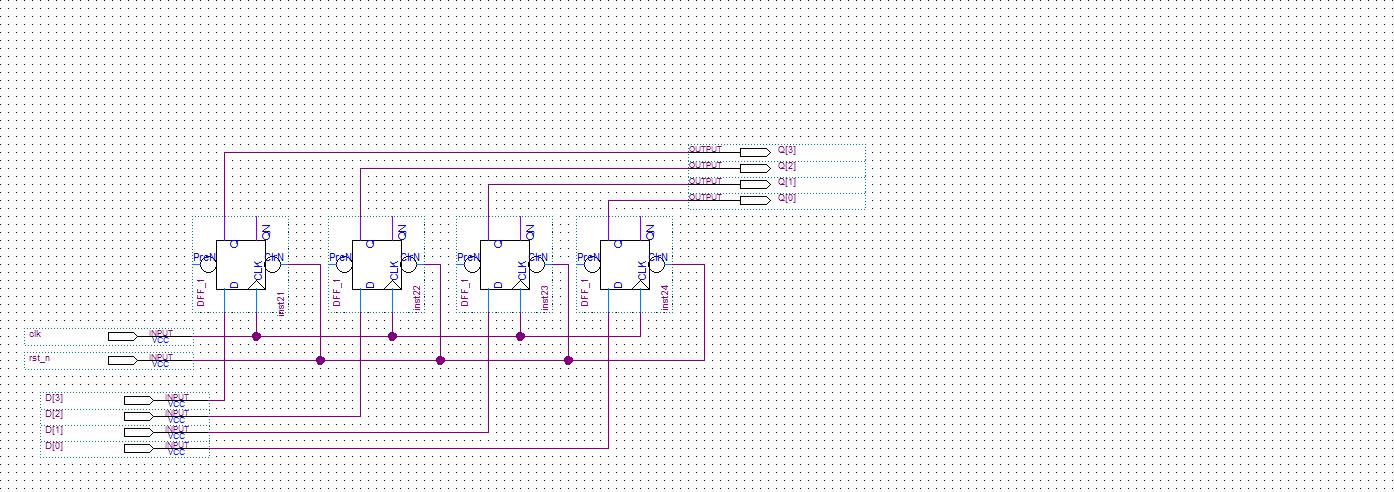 OUTPUT Q[3]
OUTPUT Q[2]
OUTPUT Q[1]
OUTPUT Q[0]
Q QN
PreN ClrN
D CLK
DFF_1 inst21
Q QN
PreN ClrN
D CLK
DFF_1 inst22
Q QN
PreN ClrN
D CLK
DFF_1 inst23
Q QN
PreN ClrN
D CLK
DFF_1 inst24
clk INPUT
VCC
rst_n INPUT
VCC
D[3] INPUT
VCC
D[2] INPUT
VCC
D[1] INPUT
VCC
D[0] INPUT
VCC